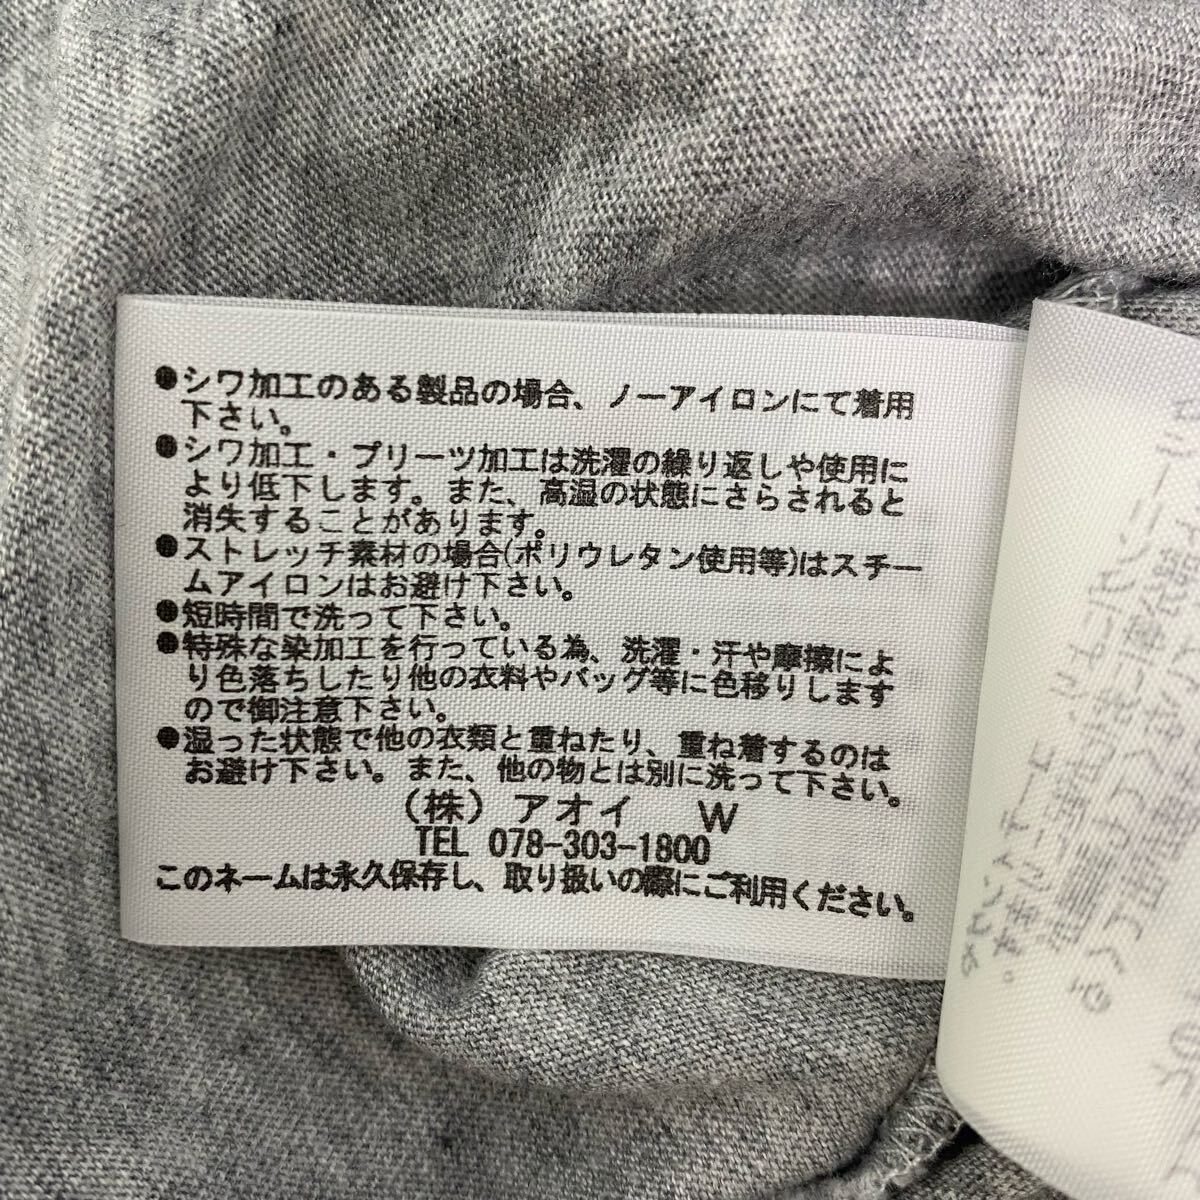 ●シワ加工のある製品の場合、ノーアイロンにて着用
下さい。
●シワ加工・プリーツ加工は洗濯の繰り返しや使用に
より低下します。また、高湿の状態にさらされると
消失することがあります。
●ストレッチ素材の場合(ポリウレタン使用等)はスチー
ムアイロンはお避け下さい。
●短時間で洗って下さい。
●特殊な染加工を行っている為、洗濯・汗や摩擦によ
り色落ちしたり他の衣料やバッグ等に色移りします
ので御注意下さい。
●湿った状態で他の衣類と重ねたり、重ね着するのは
お避け下さい。また、他の物とは別に洗って下さい。
(株) アオイ W
TEL 078-303-1800
このネームは永久保存し、取り扱いの際にご利用ください。